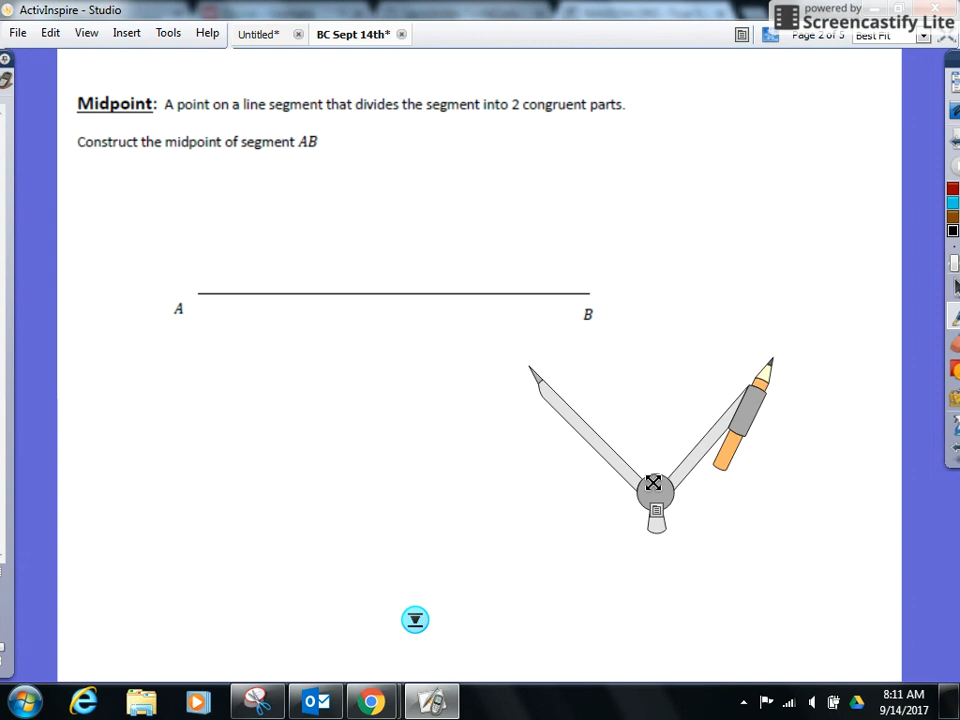 ActivInspire - Studio
powered by
Screencastify Lite
File Edit View Insert Tools Help
Untitled*
BC Sept 14th*
Page 2 of 5
Best Fit
Midpoint: A point on a line segment that divides the segment into 2 congruent parts.
Construct the midpoint of segment AB
A
B
8:11 AM
9/14/2017